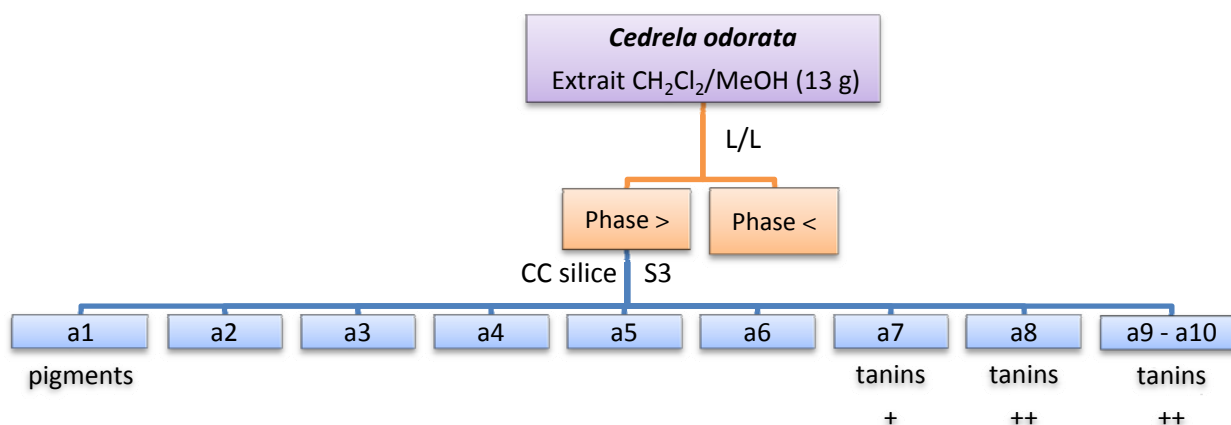 Cedrela odorata
Extrait CH₂Cl₂/MeOH (13 g)
L/L
Phase > Phase <
CC silice S3
a1 a2 a3 a4 a5 a6 a7 a8 a9 - a10
pigments tanins tanins tanins
+ ++ ++